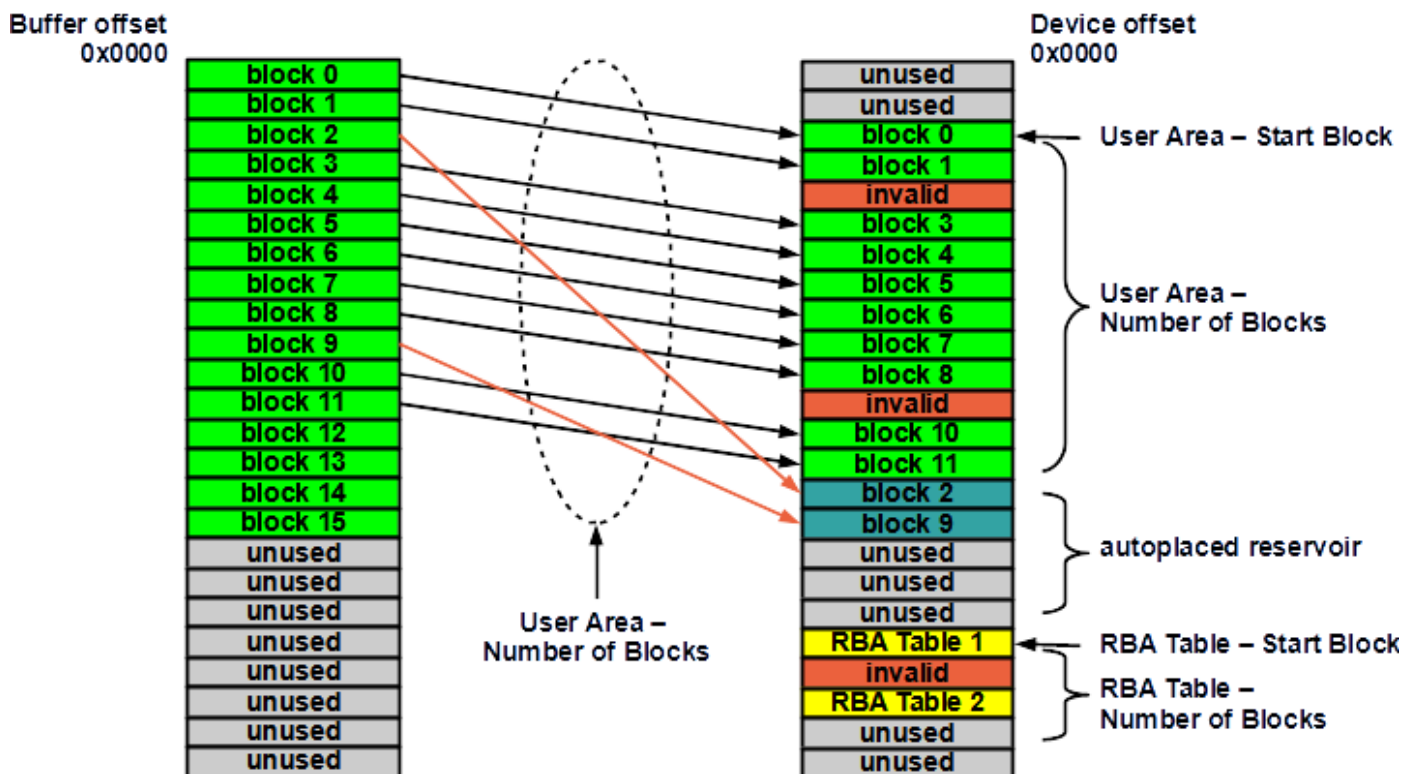 Buffer offset
0x0000
block 0
block 1
block 2
block 3
block 4
block 5
block 6
block 7
block 8
block 9
block 10
block 11
block 12
block 13
block 14
block 15
unused
unused
unused
unused
unused
unused
unused
unused
User Area –
Number of Blocks
Device offset
0x0000
unused
unused
block 0
block 1
invalid
block 3
block 4
block 5
block 6
block 7
block 8
invalid
block 10
block 11
block 2
block 9
unused
unused
unused
RBA Table 1
invalid
RBA Table 2
unused
unused
User Area – Start Block
User Area –
Number of Blocks
autoplaced reservoir
RBA Table – Start Block
RBA Table –
Number of Blocks